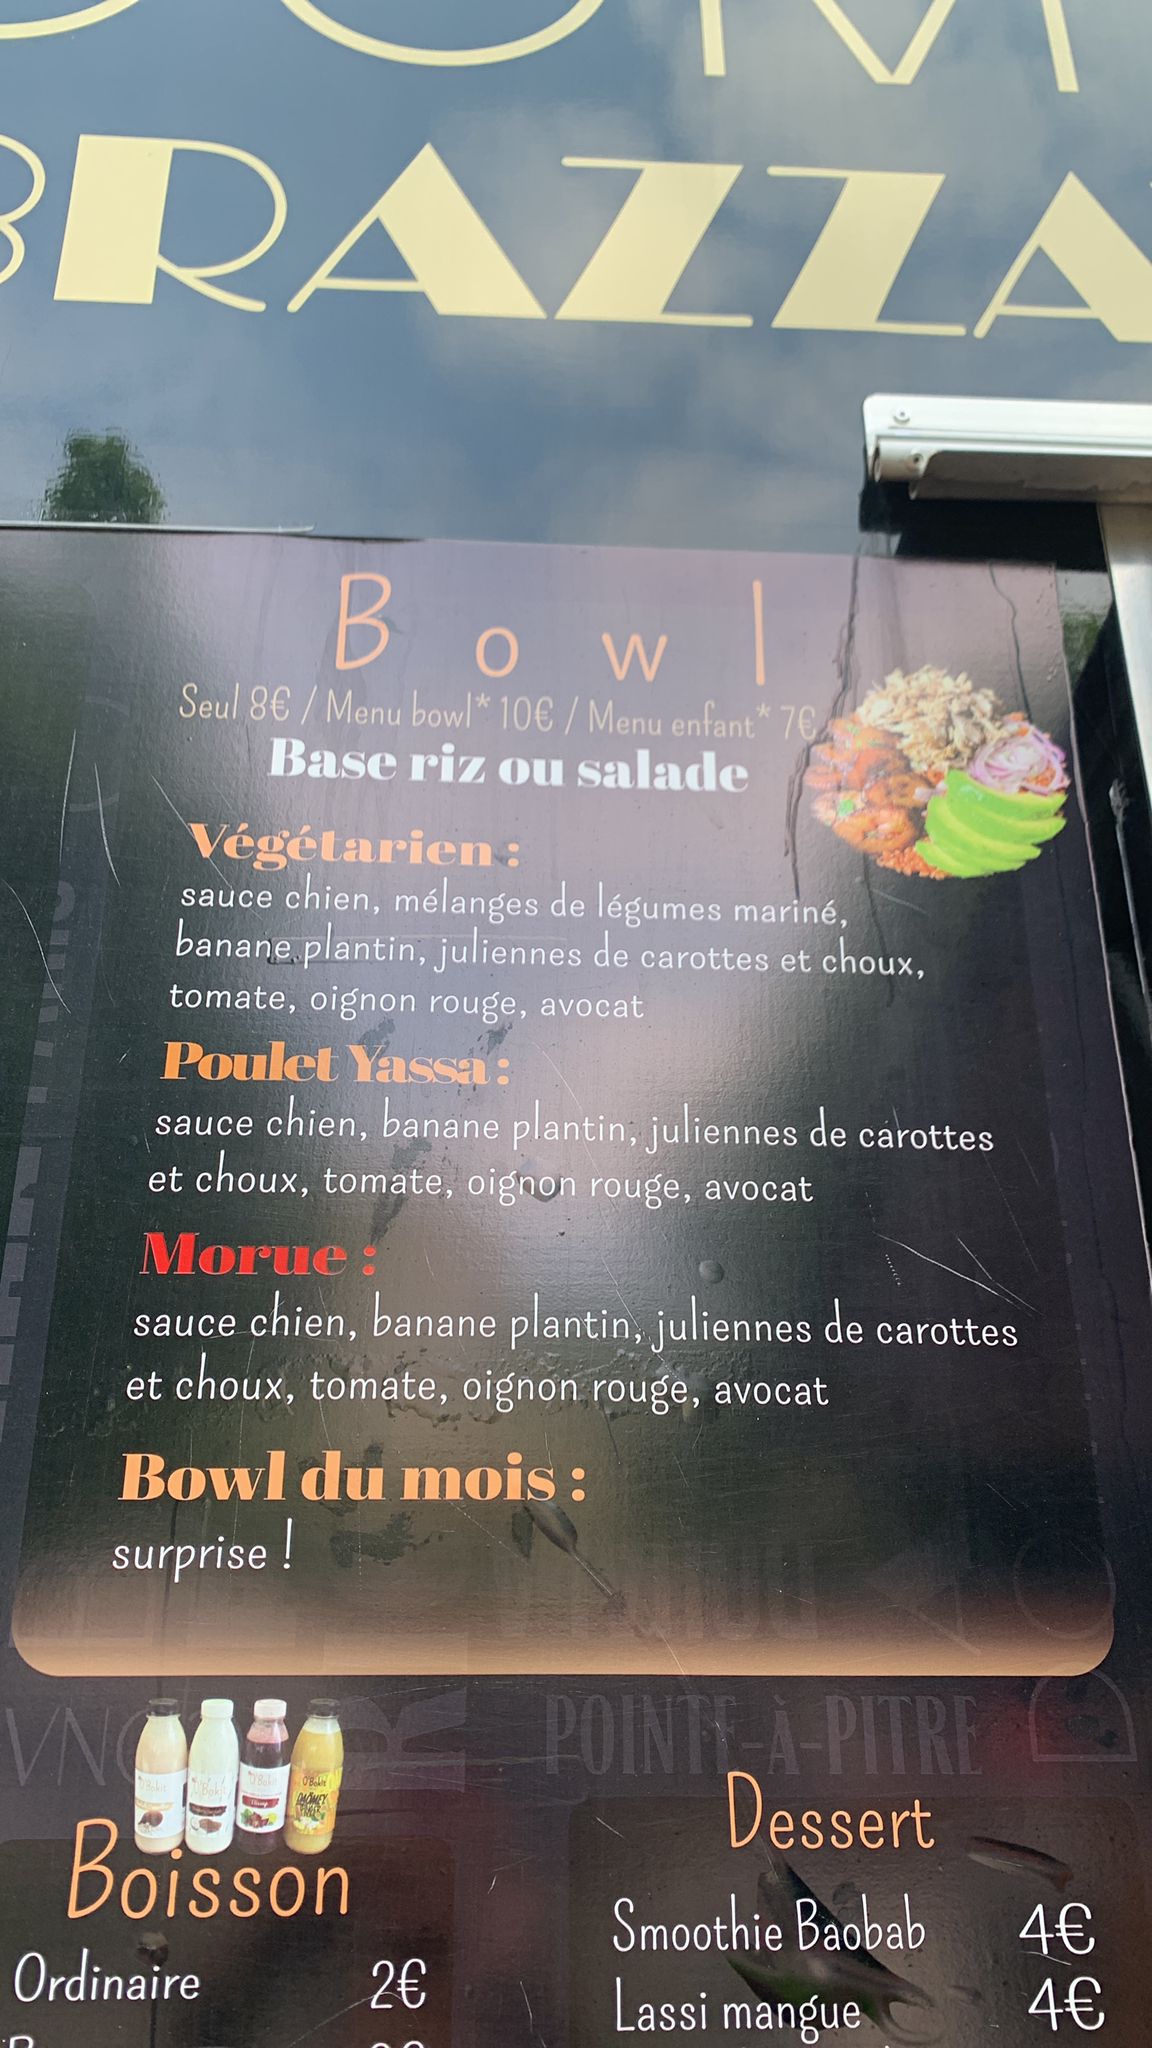 BRAZZA
Bowl
Seul 8€ / Menu bowl* 10€ / Menu enfant* 7€
Base riz ou salade
Végétarien :
sauce chien, mélanges de légumes mariné,
banane plantin, juliennes de carottes et choux,
tomate, oignon rouge, avocat
Poulet Yassa :
sauce chien, banane plantin, juliennes de carottes
et choux, tomate, oignon rouge, avocat
Morue :
sauce chien, banane plantin, juliennes de carottes
et choux, tomate, oignon rouge, avocat
Bowl du mois :
surprise !
POINTE-À-PITRE
Boisson
Ordinaire 2€
Dessert
Smoothie Baobab 4€
Lassi mangue 4€